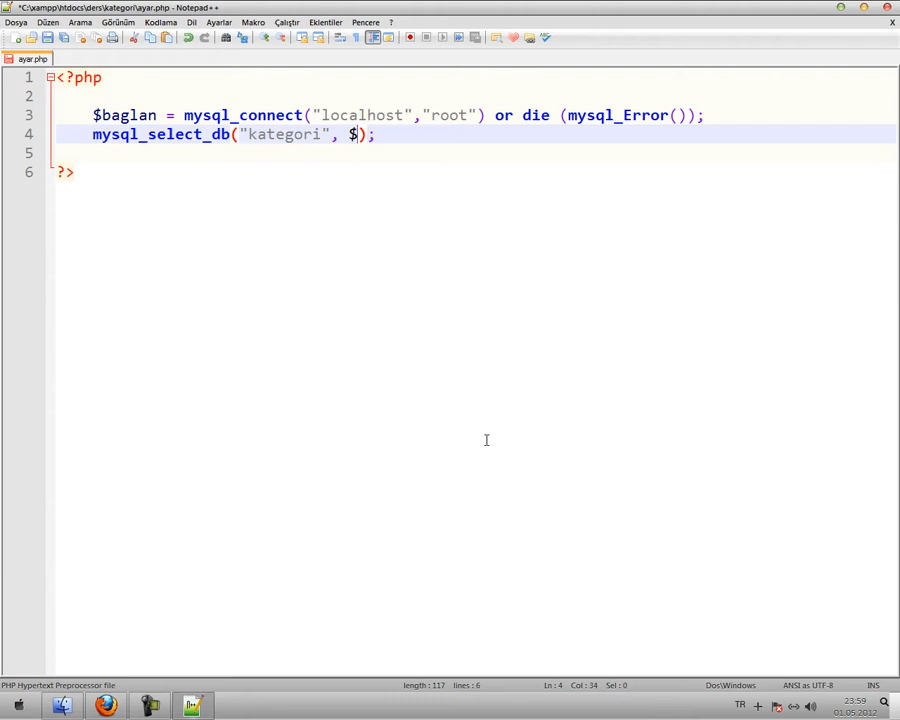 *C:\xampp\htdocs\ders\kategori\ayar.php - Notepad++
Dosya Düzen Arama Görünüm Kodlama Dil Ayarlar Makro Çalıştır Eklentiler Pencere ? X
ayar.php
1 <?php
2
3 $baglan = mysql_connect("localhost","root") or die (mysql_Error());
4 mysql_select_db("kategori", $);
5
6 ?>
PHP Hypertext Preprocessor file length : 117 lines : 6 Ln : 4 Col : 34 Sel : 0 Dos\Windows ANSI as UTF-8 INS
TR 23:59
01.05.2012